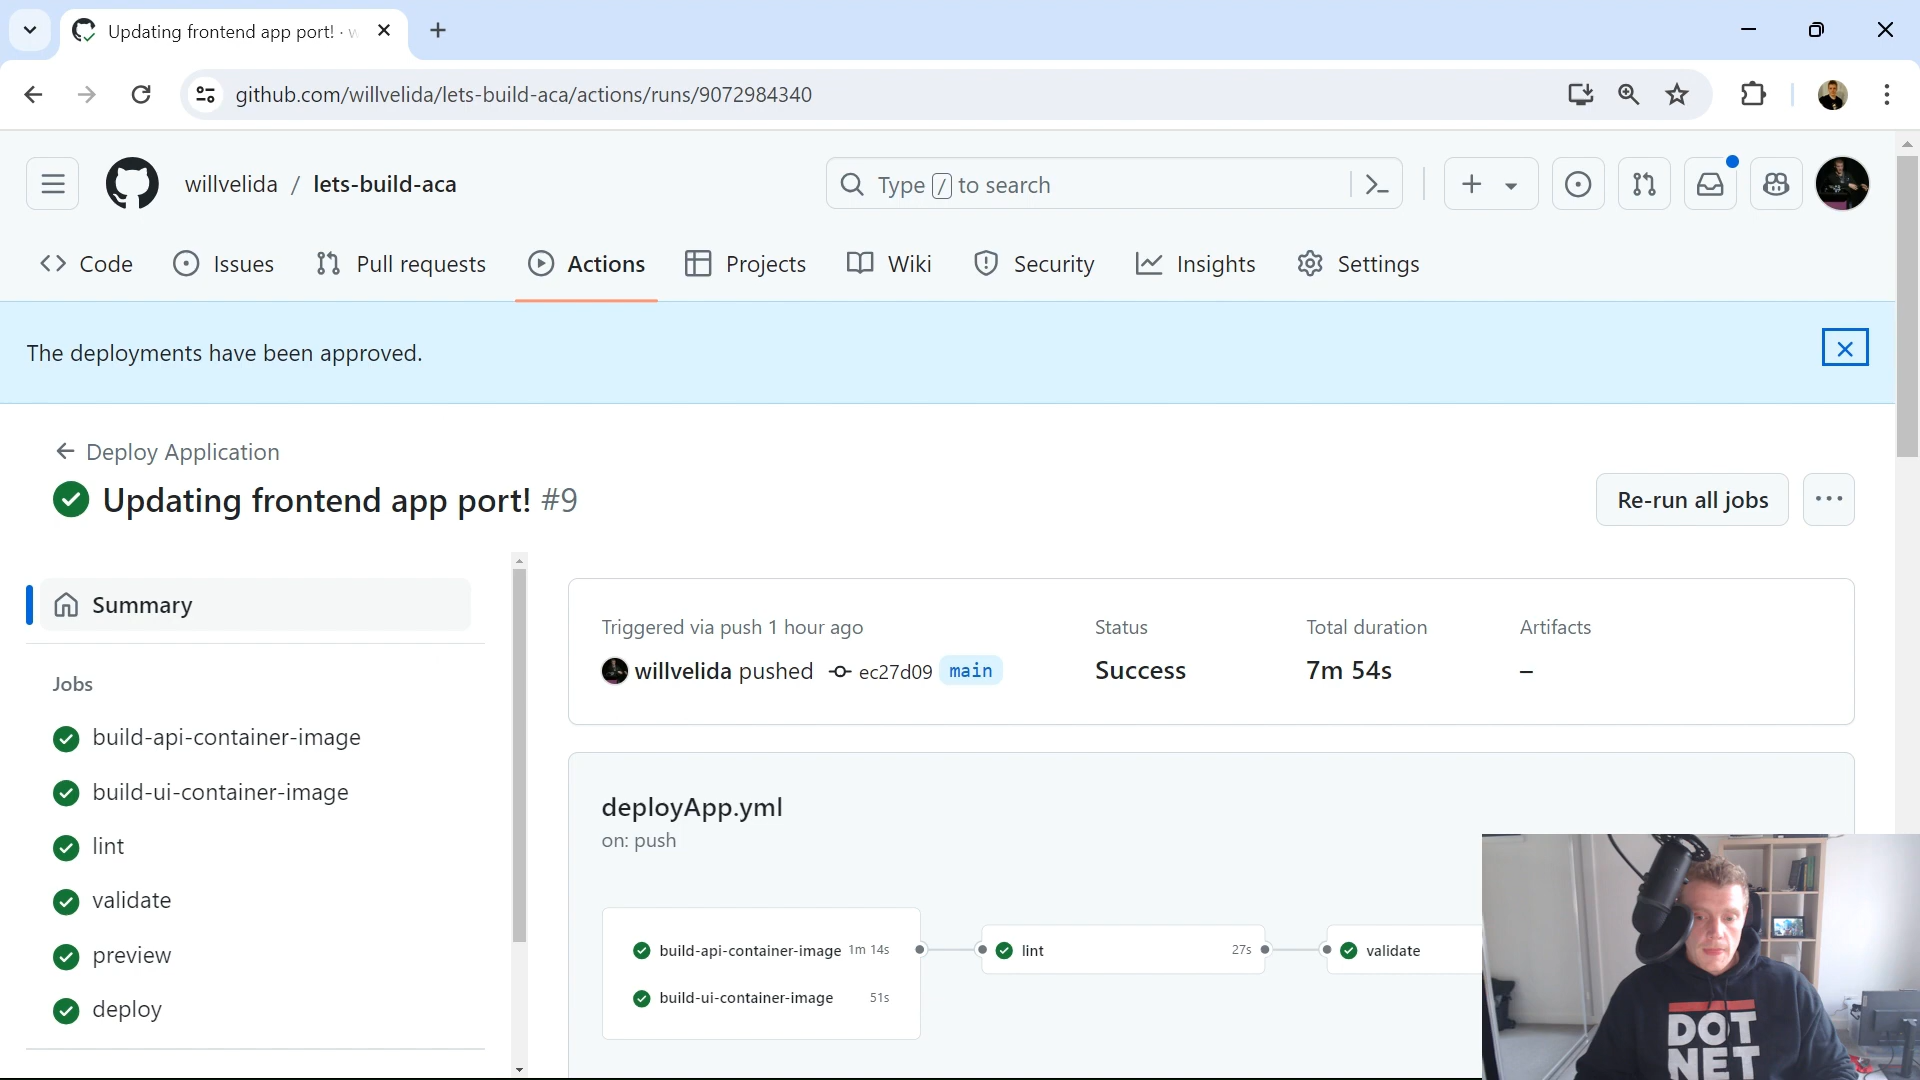 Updating frontend app port! ·
github.com/willvelida/lets-build-aca/actions/runs/9072984340
willvelida / lets-build-aca
Type / to search
Code
Issues
Pull requests
Actions
Projects
Wiki
Security
Insights
Settings
The deployments have been approved.
Deploy Application
Updating frontend app port! #9
Re-run all jobs
Summary
Jobs
build-api-container-image
build-ui-container-image
lint
validate
preview
deploy
Triggered via push 1 hour ago
willvelida pushed ec27d09 main
Status
Success
Total duration
7m 54s
Artifacts
–
deployApp.yml
on: push
build-api-container-image 1m 14s
build-ui-container-image 51s
lint 27s
validate
DOT
NET